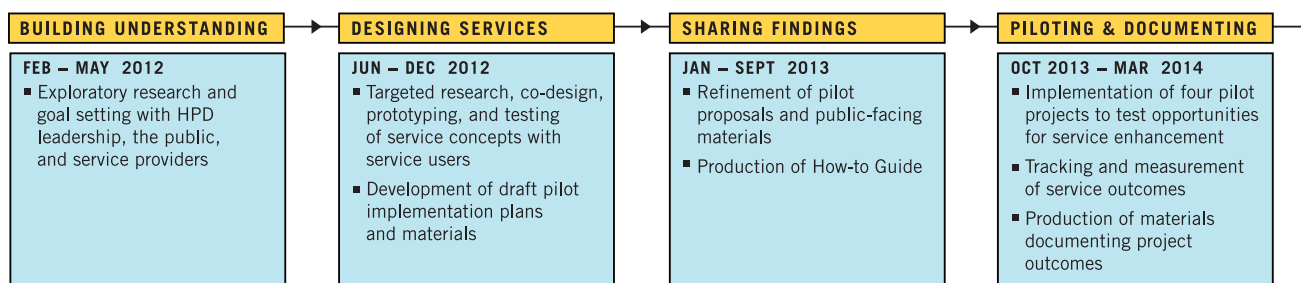 BUILDING UNDERSTANDING
FEB – MAY 2012
▪ Exploratory research and
goal setting with HPD
leadership, the public,
and service providers
DESIGNING SERVICES
JUN – DEC 2012
▪ Targeted research, co-design,
prototyping, and testing
of service concepts with
service users
▪ Development of draft pilot
implementation plans
and materials
SHARING FINDINGS
JAN – SEPT 2013
▪ Refinement of pilot
proposals and public-facing
materials
▪ Production of How-to Guide
PILOTING & DOCUMENTING
OCT 2013 – MAR 2014
▪ Implementation of four pilot
projects to test opportunities
for service enhancement
▪ Tracking and measurement
of service outcomes
▪ Production of materials
documenting project
outcomes